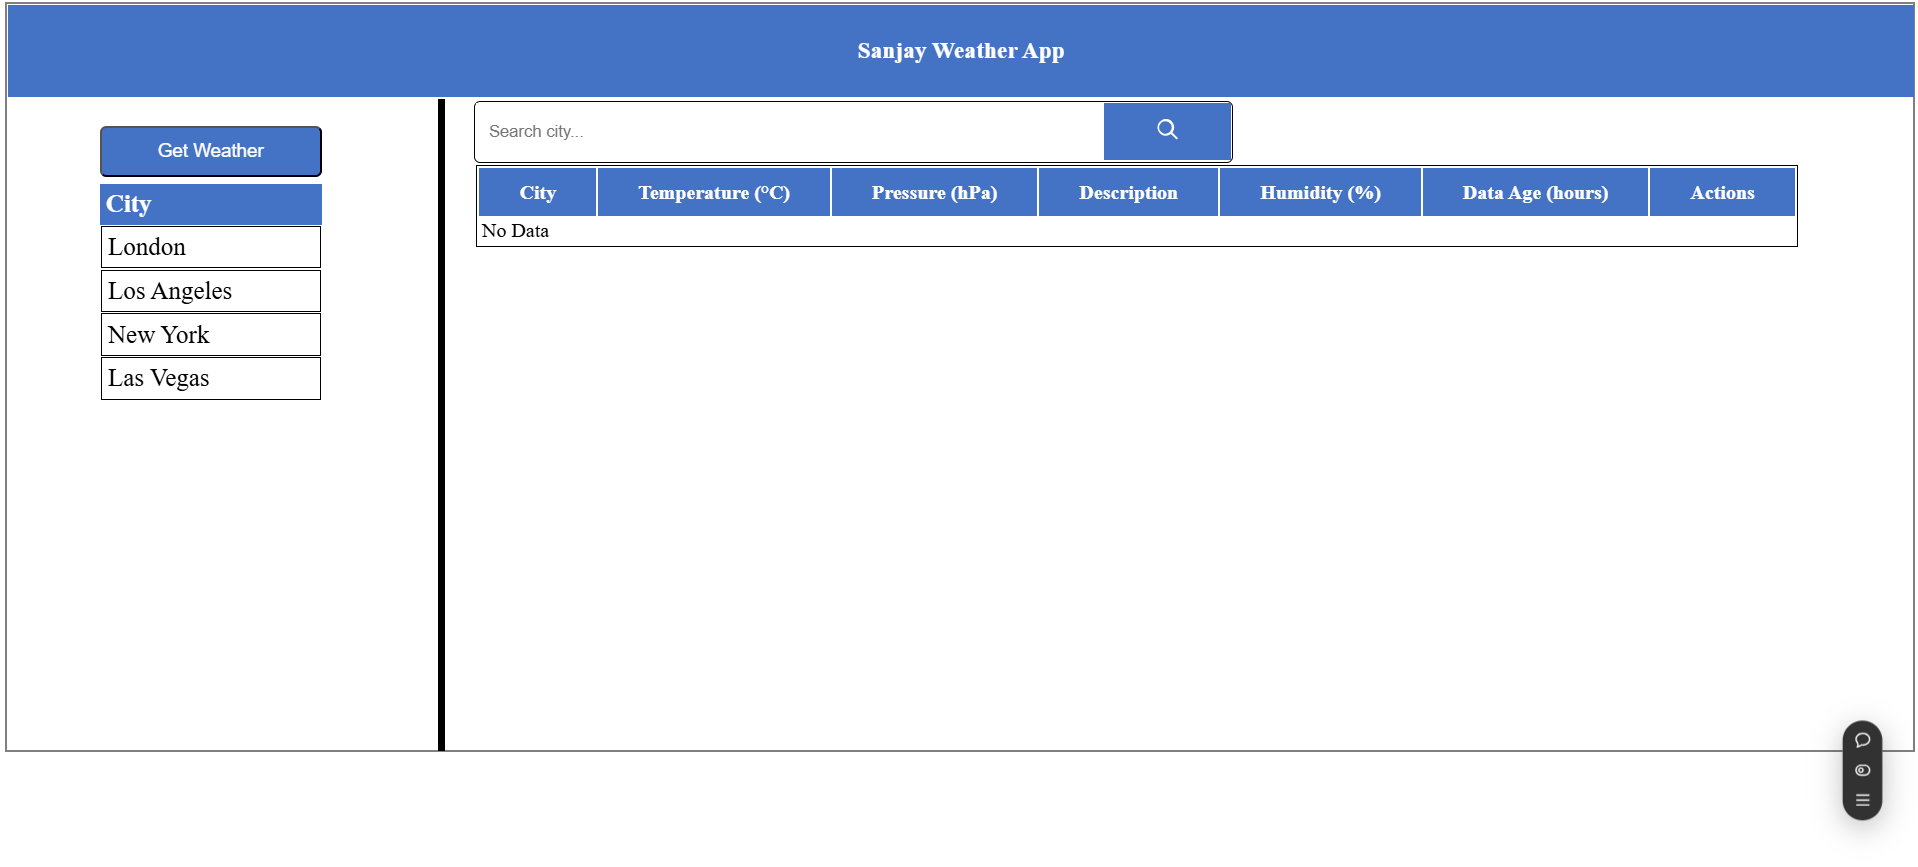 Sanjay Weather App
Get Weather
City
London
Los Angeles
New York
Las Vegas
Search city...
City Temperature (°C) Pressure (hPa) Description Humidity (%) Data Age (hours) Actions
No Data